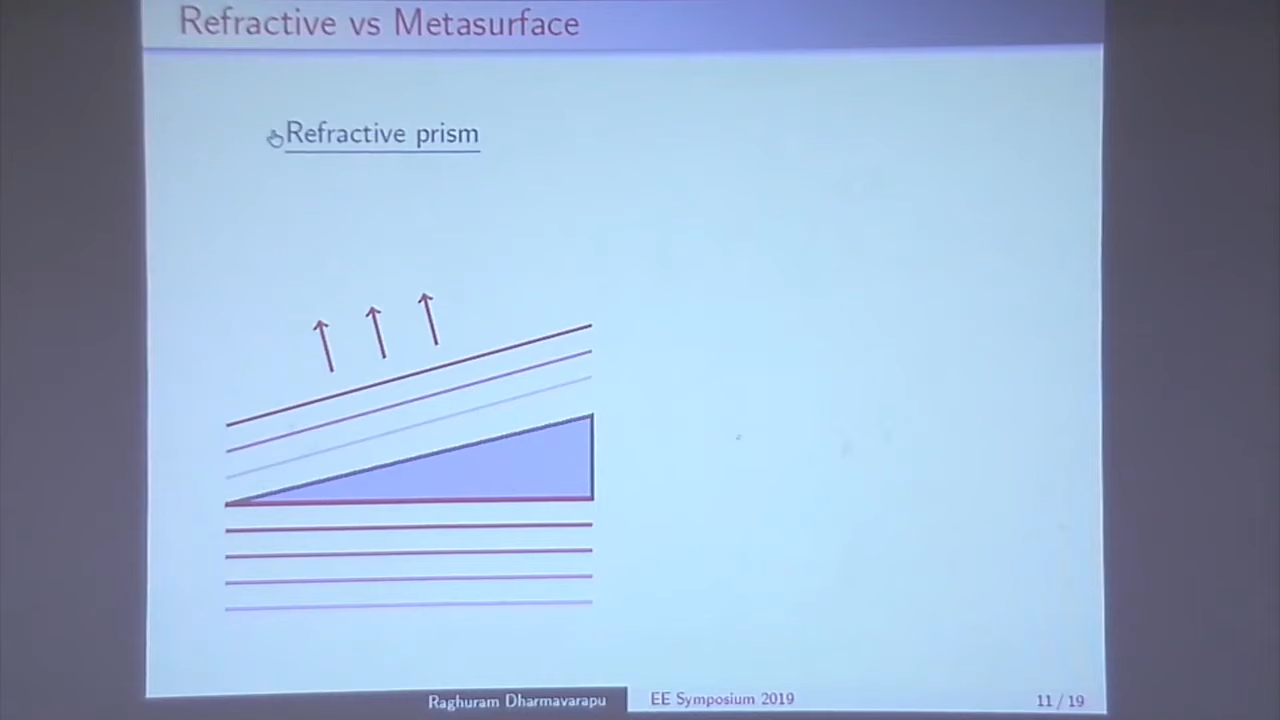 Refractive vs Metasurface
Refractive prism
Raghuram Dharmavarapu
EE Symposium 2019
11 / 19